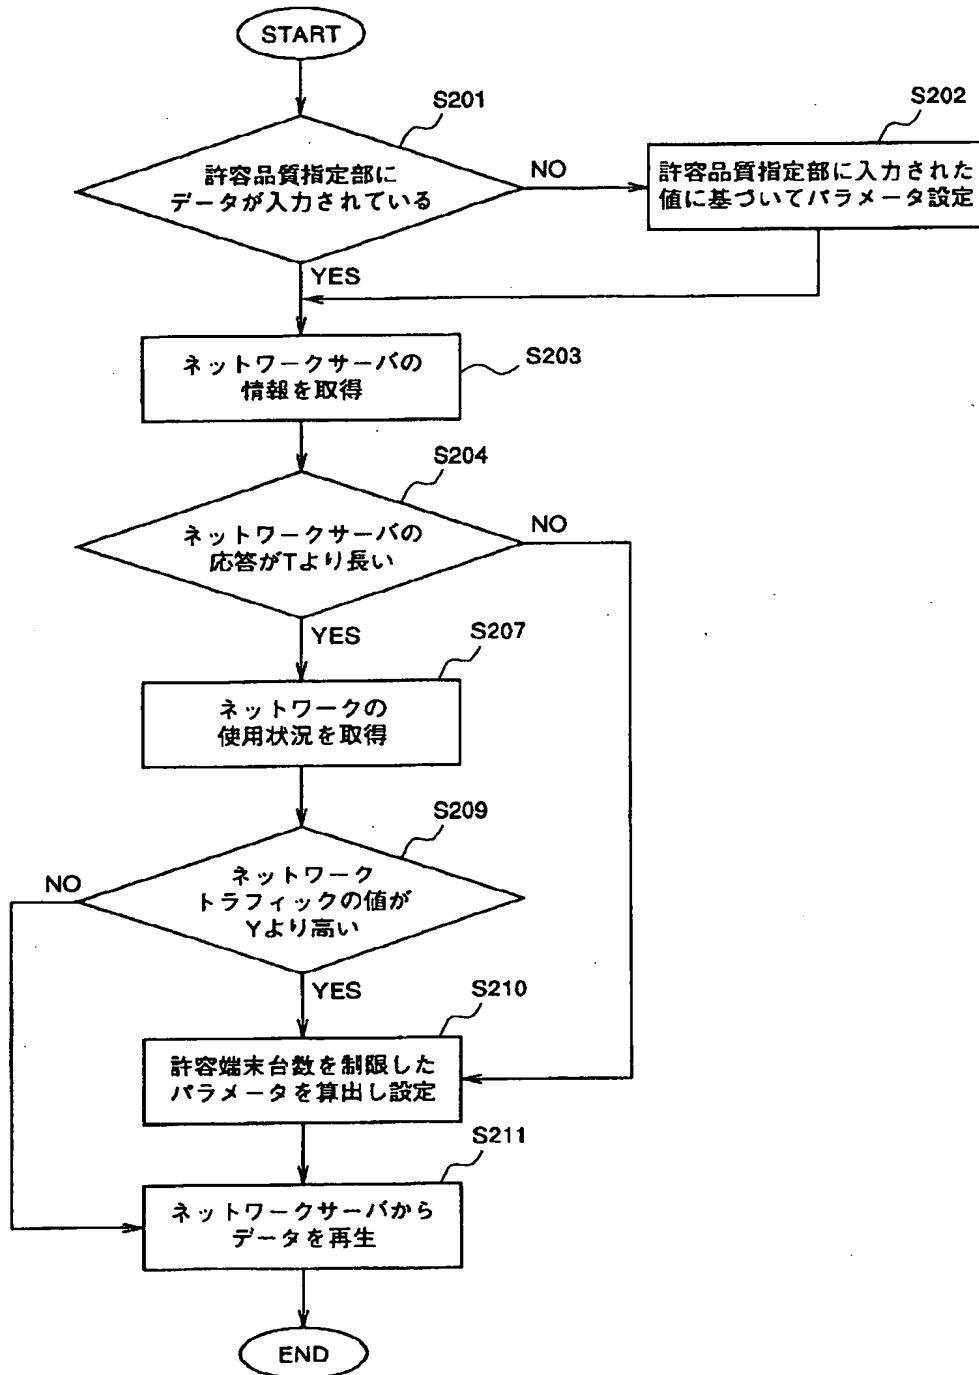 START
S201
許容品質指定部に
データが入力されている
NO
S202
許容品質指定部に入力された
値に基づいてパラメータ設定
YES
ネットワークサーバの
情報を取得
S203
S204
ネットワークサーバの
応答がTより長い
NO
YES
S207
ネットワークの
使用状況を取得
S209
ネットワーク
トラフィックの値が
Yより高い
NO
YES
S210
許容端末台数を制限した
パラメータを算出し設定
S211
ネットワークサーバから
データを再生
END